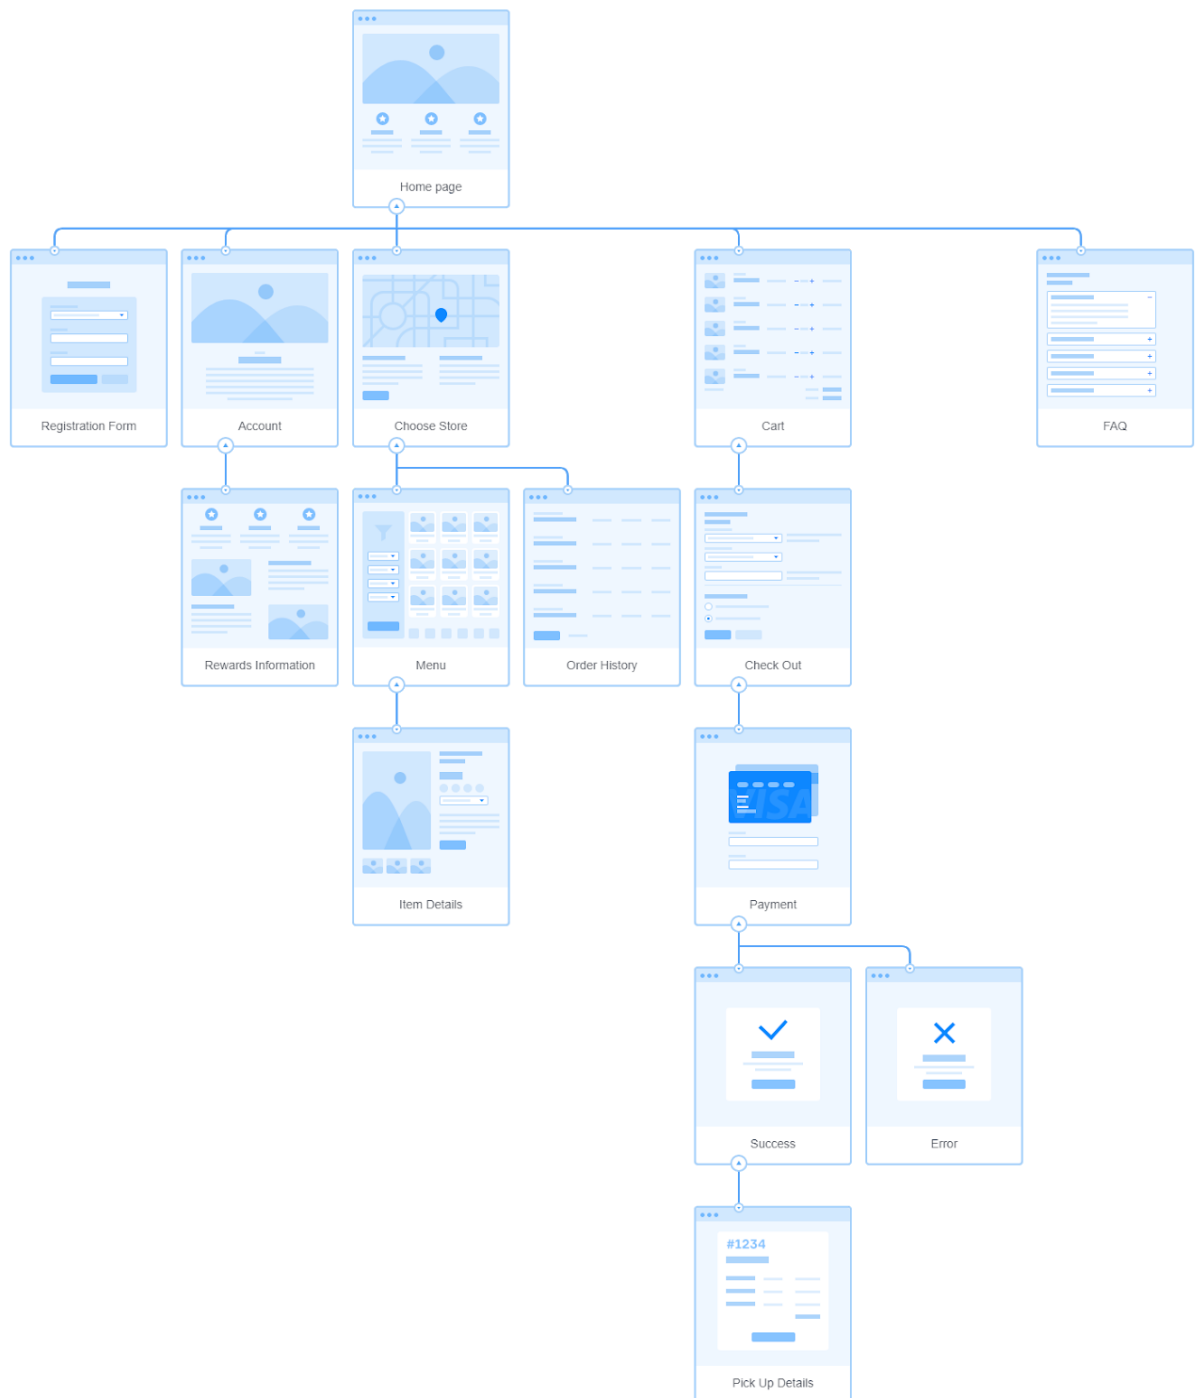 Home page
Registration Form
Account
Choose Store
Cart
FAQ
Rewards Information
Menu
Order History
Check Out
Item Details
VISA
Payment
Success
Error
#1234
Pick Up Details